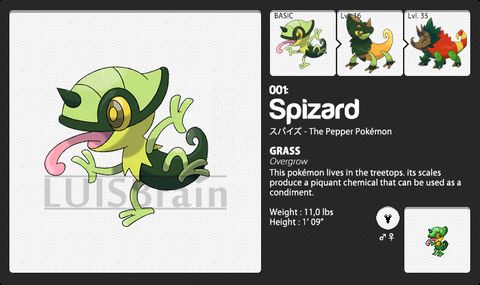 BASIC
Lvl. 16
Lvl. 35
001:
Spizard
スパイズ - The Pepper Pokémon
GRASS
Overgrow
This pokémon lives in the treetops. its scales
produce a piquant chemical that can be used as a
condiment.
Weight : 11,0 lbs
Height : 1' 09"
♂ ♀
LUISBrain